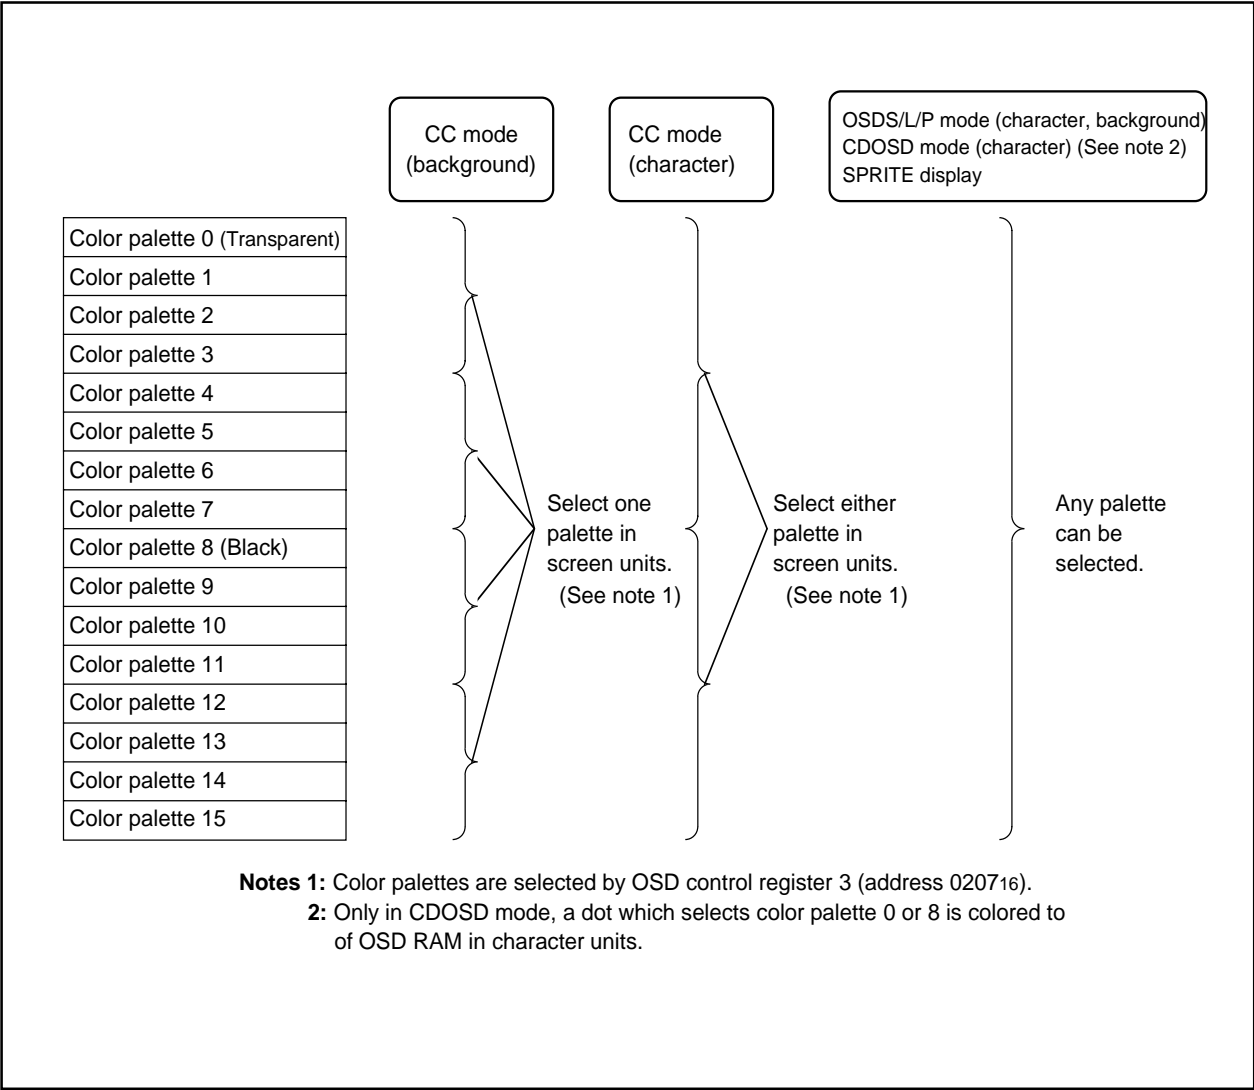 CC mode
(background)
CC mode
(character)
OSDS/L/P mode (character, background)
CDOSD mode (character) (See note 2)
SPRITE display
Color palette 0 (Transparent)
Color palette 1
Color palette 2
Color palette 3
Color palette 4
Color palette 5
Color palette 6
Color palette 7
Color palette 8 (Black)
Color palette 9
Color palette 10
Color palette 11
Color palette 12
Color palette 13
Color palette 14
Color palette 15
Select one
palette in
screen units.
(See note 1)
Select either
palette in
screen units.
(See note 1)
Any palette
can be
selected.
Notes 1: Color palettes are selected by OSD control register 3 (address 020716).
2: Only in CDOSD mode, a dot which selects color palette 0 or 8 is colored to
of OSD RAM in character units.